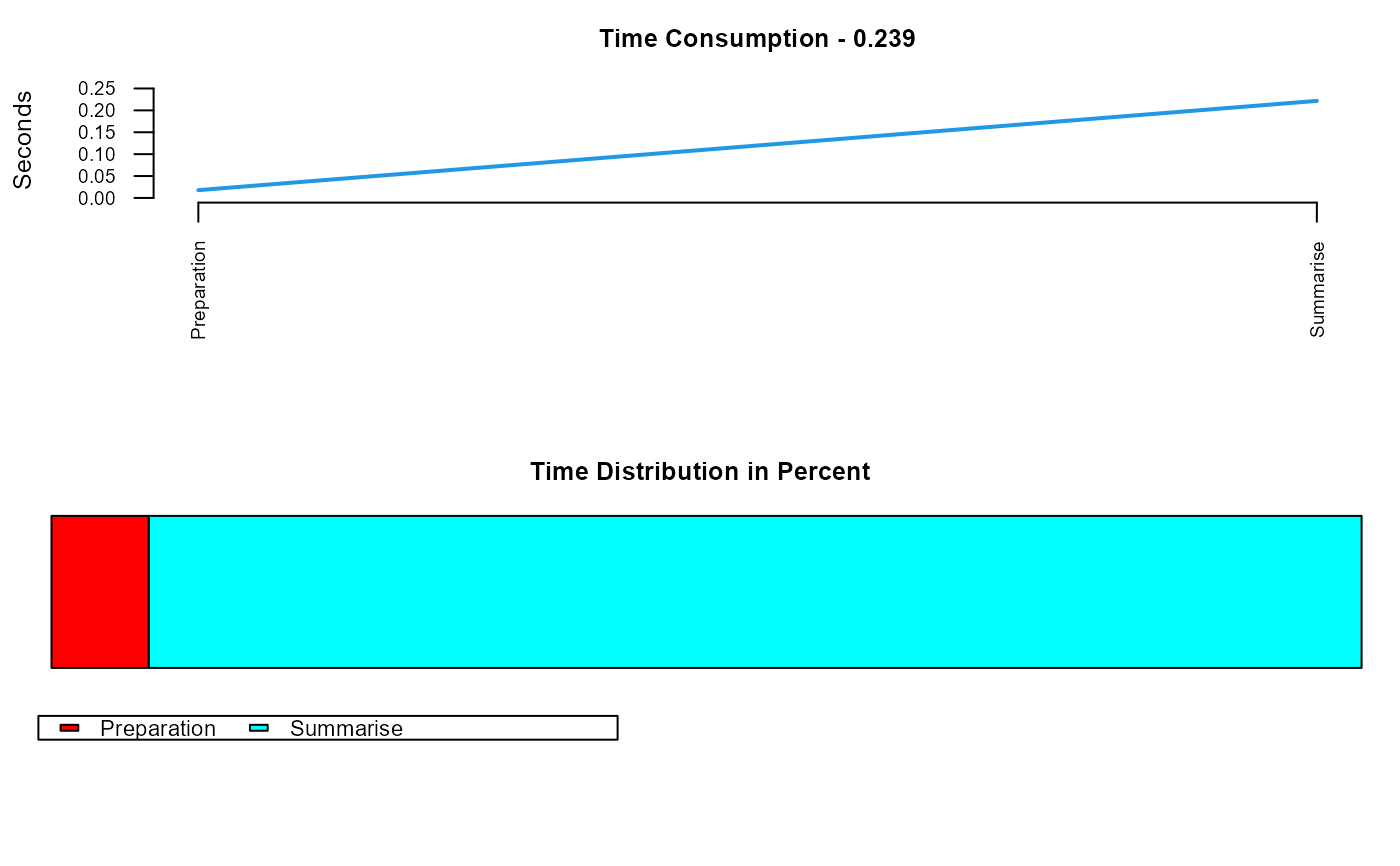 Time Consumption - 0.239
Seconds
0.25
0.20
0.15
0.10
0.05
0.00
Preparation
Summarise
Time Distribution in Percent
Preparation Summarise